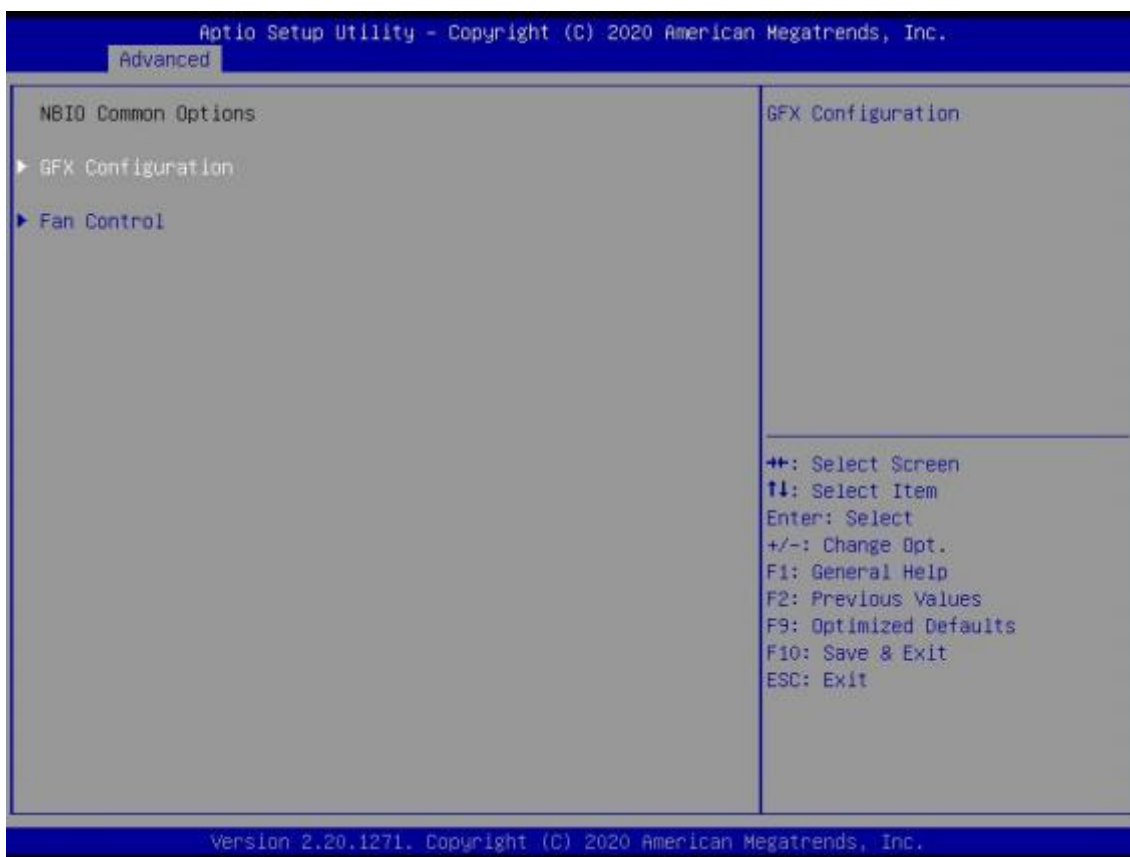 Aptio Setup Utility - Copyright (C) 2020 American Megatrends, Inc.
Advanced
NBIO Common Options
GFX Configuration
Fan Control
GFX Configuration
→←: Select Screen
↑↓: Select Item
Enter: Select
+/-: Change Opt.
F1: General Help
F2: Previous Values
F9: Optimized Defaults
F10: Save & Exit
ESC: Exit
Version 2.20.1271. Copyright (C) 2020 American Megatrends, Inc.